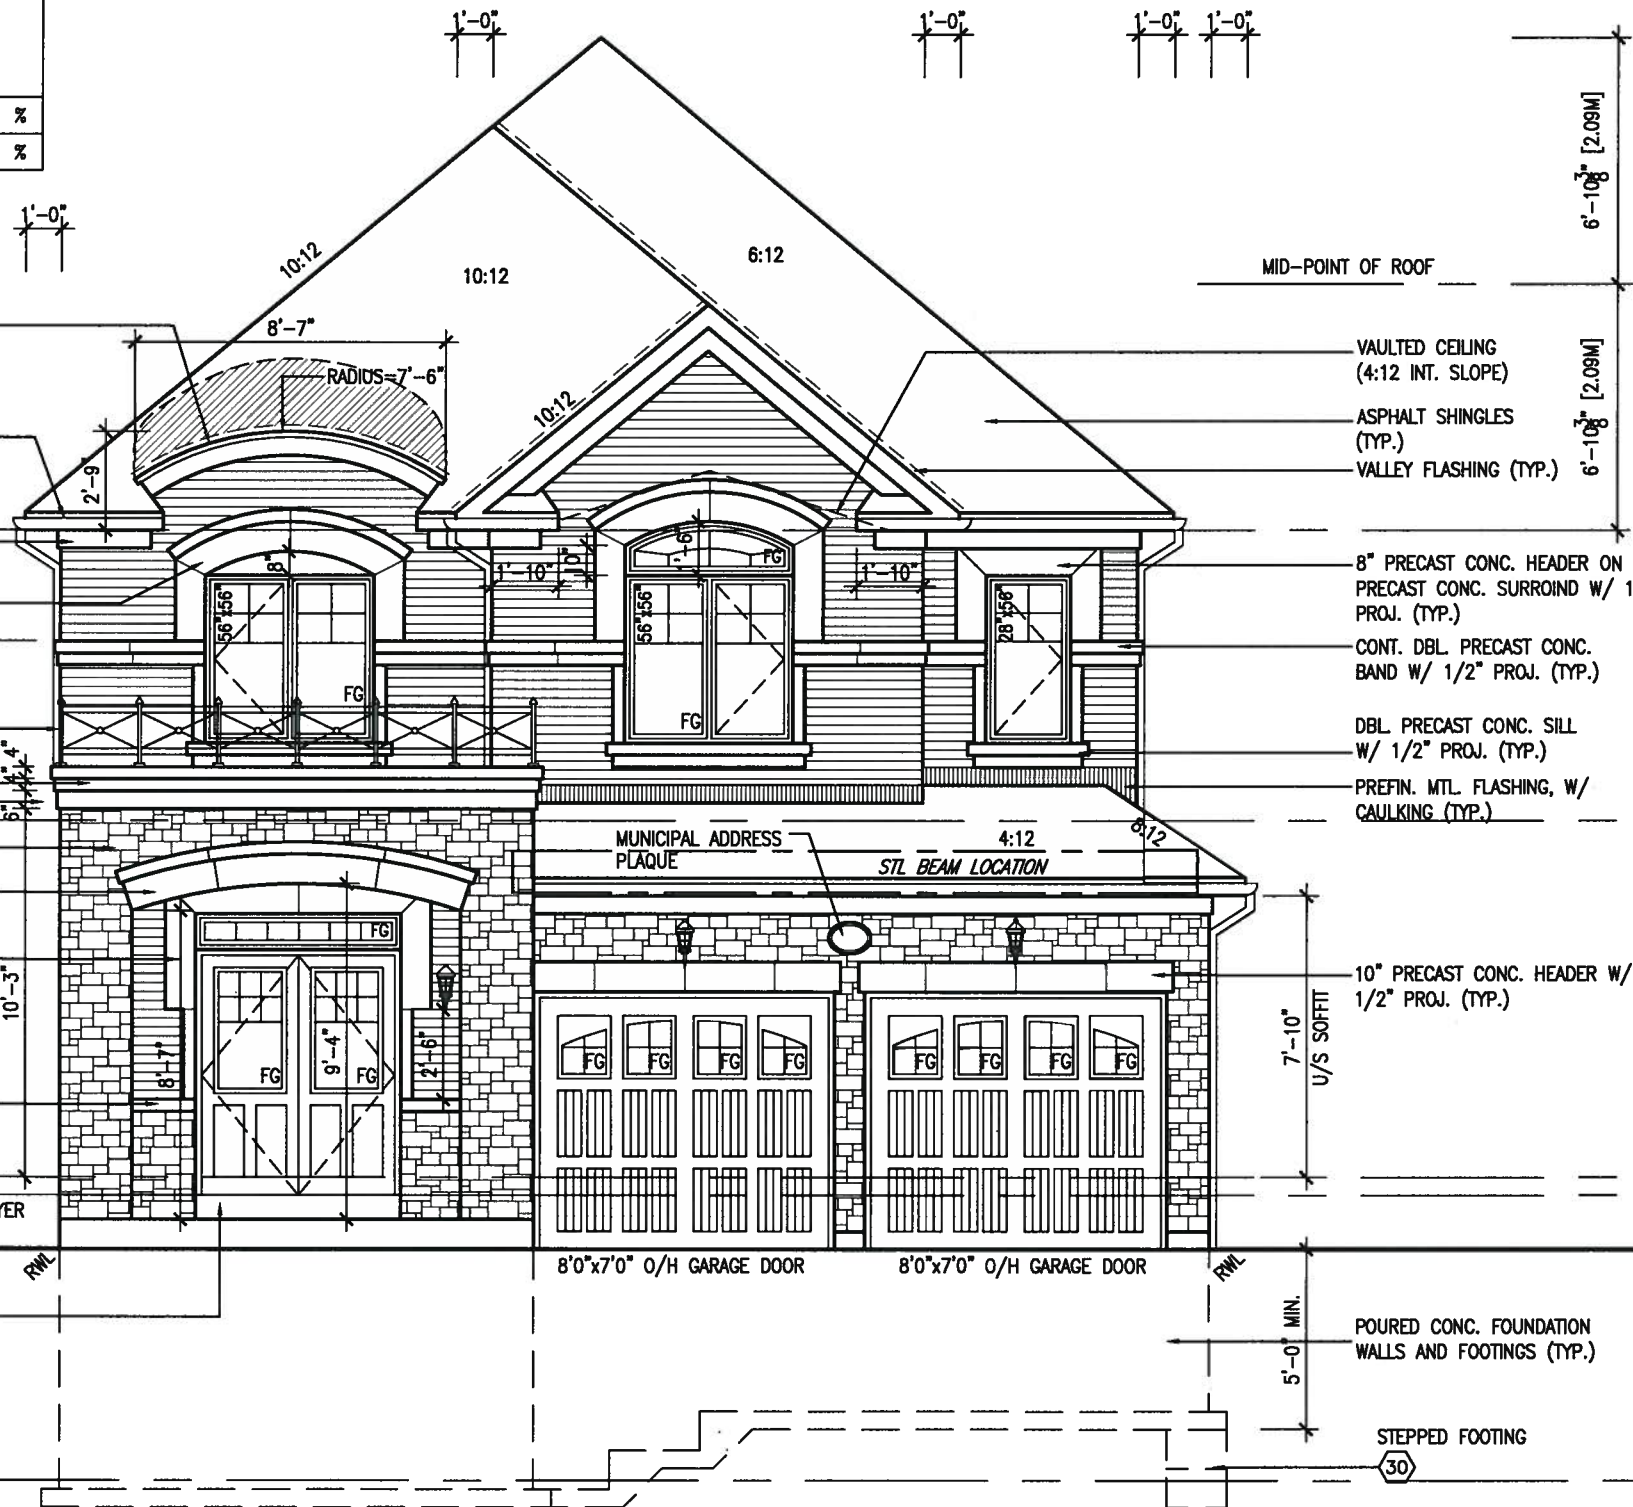 1'-0"
1'-0"
1'-0"
1'-0"
%
%
1'-0"
6'-10 3/8" [2.09M]
10:12
10:12
6:12
MID-POINT OF ROOF
8'-7"
RADIUS=7'-6"
VAULTED CEILING
(4:12 INT. SLOPE)
6'-10 3/8" [2.09M]
10:12
ASPHALT SHINGLES
(TYP.)
VALLEY FLASHING (TYP.)
2'-9"
8"
1'-10"
10"
1'-6"
FG
1'-10"
8" PRECAST CONC. HEADER ON
PRECAST CONC. SURROIND W/ 1
PROJ. (TYP.)
56"x56"
56"x56"
28"x56"
CONT. DBL. PRECAST CONC.
BAND W/ 1/2" PROJ. (TYP.)
FG
FG
DBL. PRECAST CONC. SILL
W/ 1/2" PROJ. (TYP.)
4"
4"
6"
PREFIN. MTL. FLASHING, W/
CAULKING (TYP.)
MUNICIPAL ADDRESS
PLAQUE
4:12
8:12
STL BEAM LOCATION
FG
10'-3"
10" PRECAST CONC. HEADER W/
1/2" PROJ. (TYP.)
7'-10"
U/S SOFFIT
8'-7"
FG
9'-4"
FG
2'-6"
FG
FG
FG
FG
FG
FG
FG
FG
YER
RWL
8'0"x7'0" O/H GARAGE DOOR
8'0"x7'0" O/H GARAGE DOOR
RWL
5'-0" MIN.
POURED CONC. FOUNDATION
WALLS AND FOOTINGS (TYP.)
STEPPED FOOTING
30